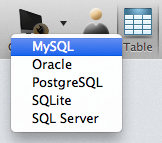 MySQL
Oracle
PostgreSQL
SQLite
SQL Server
Table